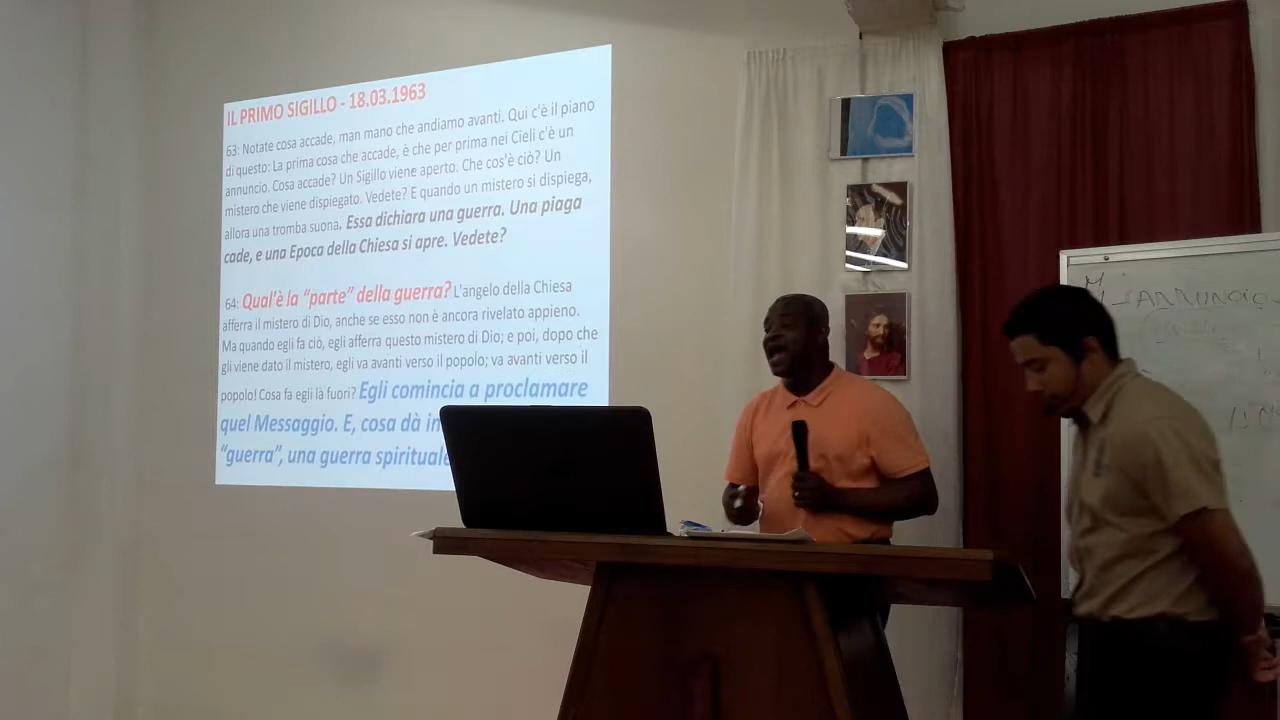 IL PRIMO SIGILLO - 18.03.1963
63: Notate cosa accade, man mano che andiamo avanti. Qui c'è il piano
di questo: La prima cosa che accade, è che per prima nei Cieli c'è un
annuncio. Cosa accade? Un Sigillo viene aperto. Che cos'è ciò? Un
mistero che viene dispiegato. Vedete? E quando un mistero si dispiega,
allora una tromba suona. Essa dichiara una guerra. Una piaga
cade, e una Epoca della Chiesa si apre. Vedete?
64: Qual'è la “parte” della guerra? L'angelo della Chiesa
afferra il mistero di Dio, anche se esso non è ancora rivelato appieno.
Ma quando egli fa ciò, egli afferra questo mistero di Dio; e poi, dopo che
gli viene dato il mistero, egli va avanti verso il popolo; va avanti verso il
popolo! Cosa fa egli là fuori? Egli comincia a proclamare
quel Messaggio. E, cosa dà in
“guerra”, una guerra spirituale